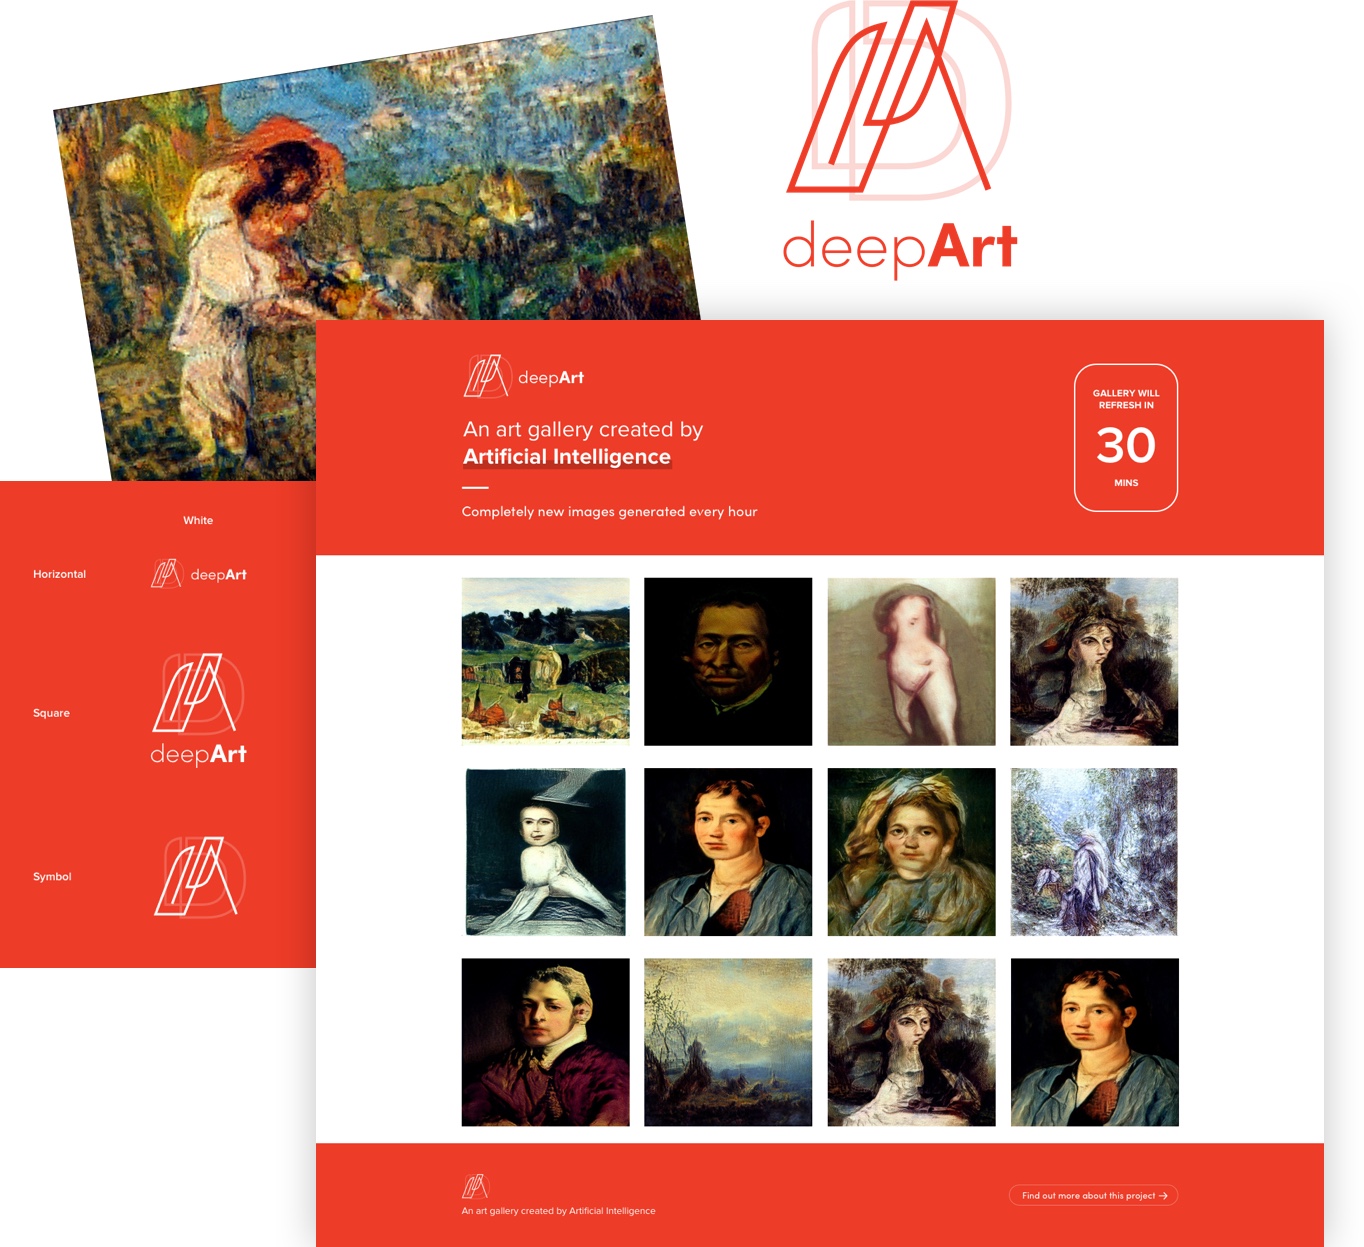 deepArt
deepArt
An art gallery created by
Artificial Intelligence
Completely new images generated every hour
GALLERY WILL
REFRESH IN
30
MINS
White
Horizontal
deepArt
Square
deepArt
Symbol
An art gallery created by Artificial Intelligence
Find out more about this project →